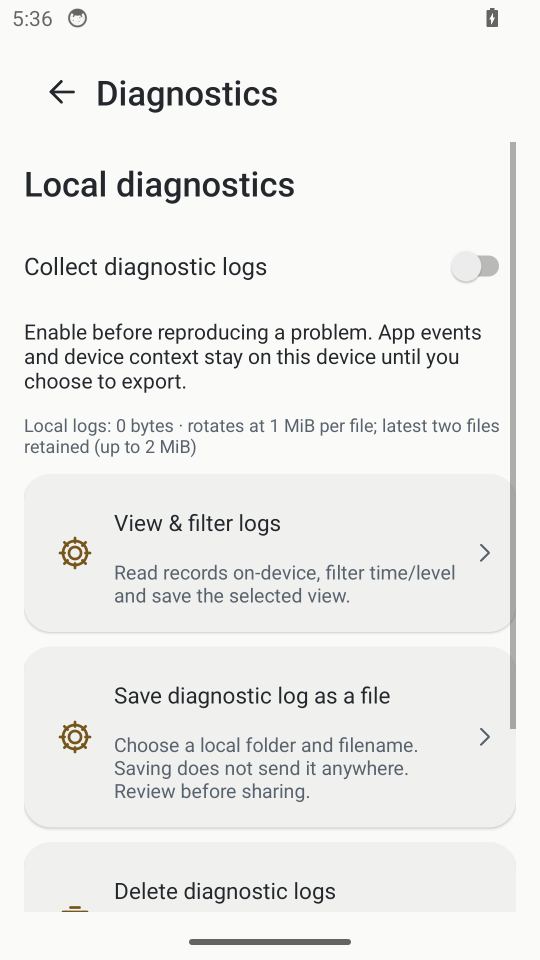 5:36
Diagnostics
Local diagnostics
Collect diagnostic logs
Enable before reproducing a problem. App events
and device context stay on this device until you
choose to export.
Local logs: 0 bytes · rotates at 1 MiB per file; latest two files
retained (up to 2 MiB)
View & filter logs
Read records on-device, filter time/level
and save the selected view.
Save diagnostic log as a file
Choose a local folder and filename.
Saving does not send it anywhere.
Review before sharing.
Delete diagnostic logs